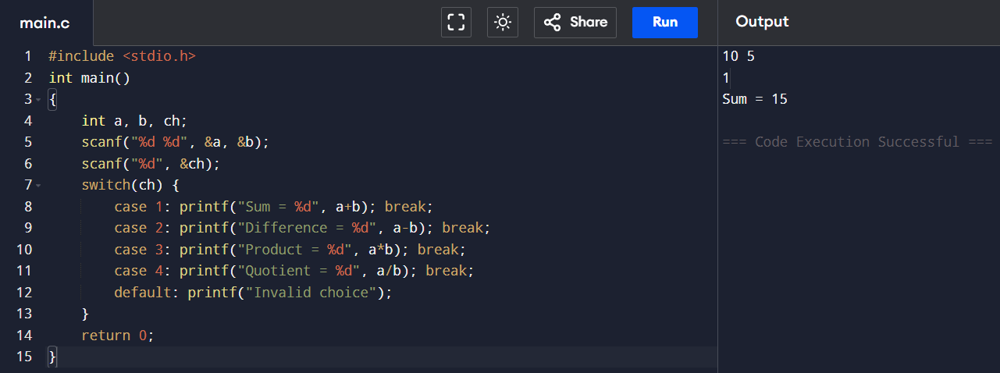 main.c
Share
Run
Output
1 #include <stdio.h>
2 int main()
3 {
4     int a, b, ch;
5     scanf("%d %d", &a, &b);
6     scanf("%d", &ch);
7     switch(ch) {
8         case 1: printf("Sum = %d", a+b); break;
9         case 2: printf("Difference = %d", a-b); break;
10         case 3: printf("Product = %d", a*b); break;
11         case 4: printf("Quotient = %d", a/b); break;
12         default: printf("Invalid choice");
13     }
14     return 0;
15 }
10 5
1
Sum = 15
=== Code Execution Successful ===